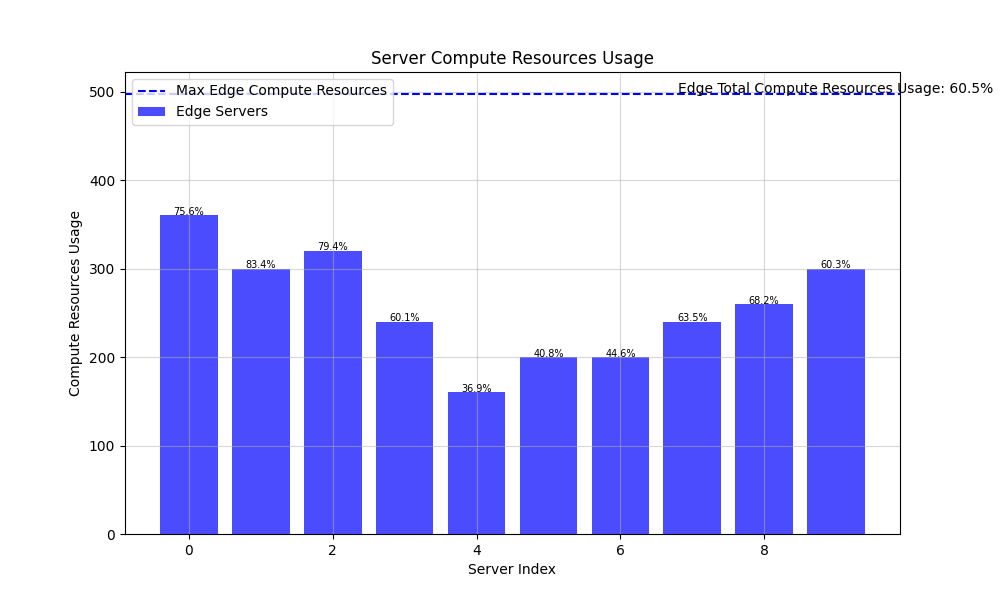 Server Compute Resources Usage
Max Edge Compute Resources
Edge Servers
Edge Total Compute Resources Usage: 60.5%
Compute Resources Usage
500
400
300
200
100
0
75.6%
83.4%
79.4%
60.1%
36.9%
40.8%
44.6%
63.5%
68.2%
60.3%
0 2 4 6 8
Server Index